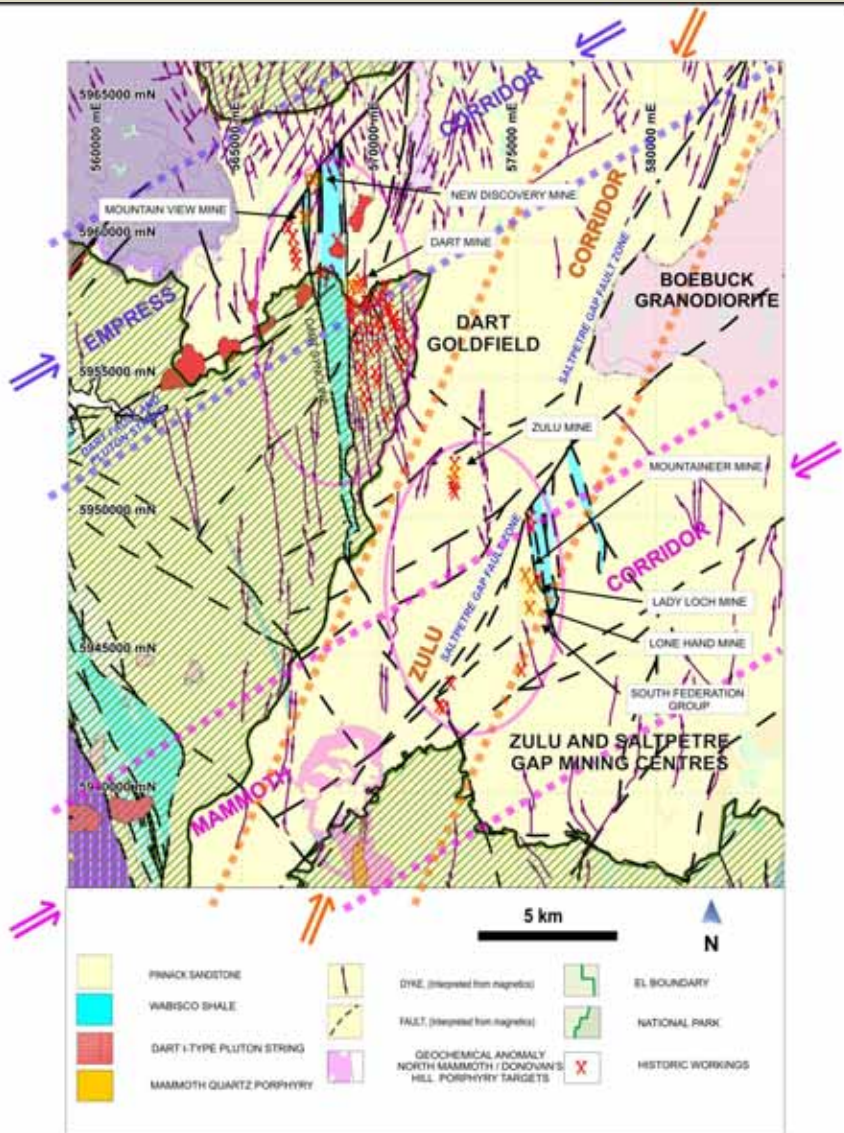 5965000 mN
560000 mE
565000 mE
570000 mE
575000 mE
580000 mE
CORRIDOR
NEW DISCOVERY MINE
MOUNTAIN VIEW MINE
5960000 mN
DART MINE
CORRIDOR
SALTPETRE GAP FAULT ZONE
BOEBUCK
GRANODIORITE
EMPRESS
DART
GOLDFIELD
5955000 mN
DART FAULT AND
PLUTON STRING
ZULU MINE
MOUNTAINEER MINE
5950000 mN
SALTPETRE GAP FAULT ZONE
CORRIDOR
LADY LOCH MINE
LONE HAND MINE
5945000 mN
ZULU
SOUTH FEDERATION
GROUP
ZULU AND SALTPETRE
GAP MINING CENTRES
5940000 mN
MAMMOTH
5 km
N
PINNACK SANDSTONE
WABISCO SHALE
DART I-TYPE PLUTON STRING
MAMMOTH QUARTZ PORPHYRY
DYKE, (Interpreted from magnetics)
FAULT, (Interpreted from magnetics)
GEOCHEMICAL ANOMALY
NORTH MAMMOTH / DONOVAN'S
HILL PORPHYRY TARGETS
EL BOUNDARY
NATIONAL PARK
HISTORIC WORKINGS